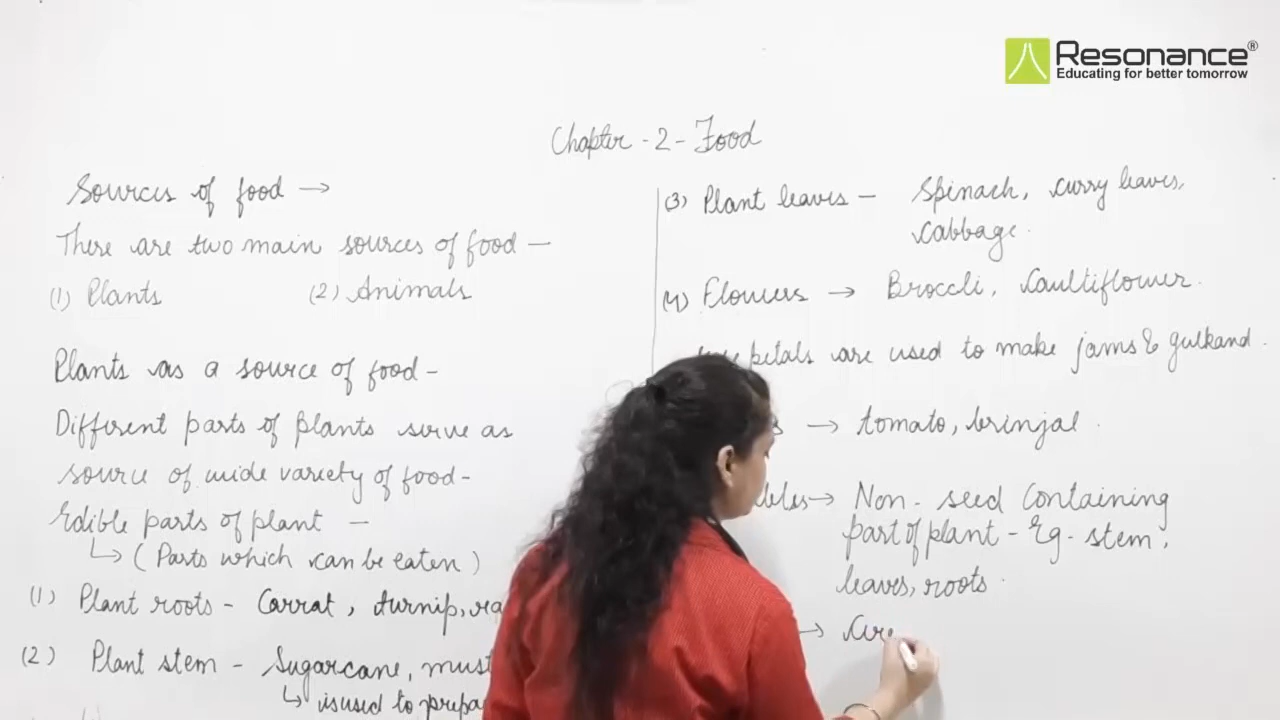 Resonance®
Educating for better tomorrow
Chapter - 2 - Food
Sources of food →
There are two main sources of food —
(1) Plants (2) Animals
Plants as a source of food -
Different parts of plants serve as
source of wide variety of food -
Edible parts of plant —
↳ (Parts which can be eaten)
(1) Plant roots - Carrat, turnip,
(2) Plant stem - Sugarcane,
↳ is used to
(3) Plant leaves - Spinach, curry leaves,
cabbage.
(4) Flowers → Broccli, Caultiflower.
petals are used to make jams & gulkand.
→ tomato, brinjal.
→ Non - seed containing
part of plant - Eg - stem,
leaves, roots.
→